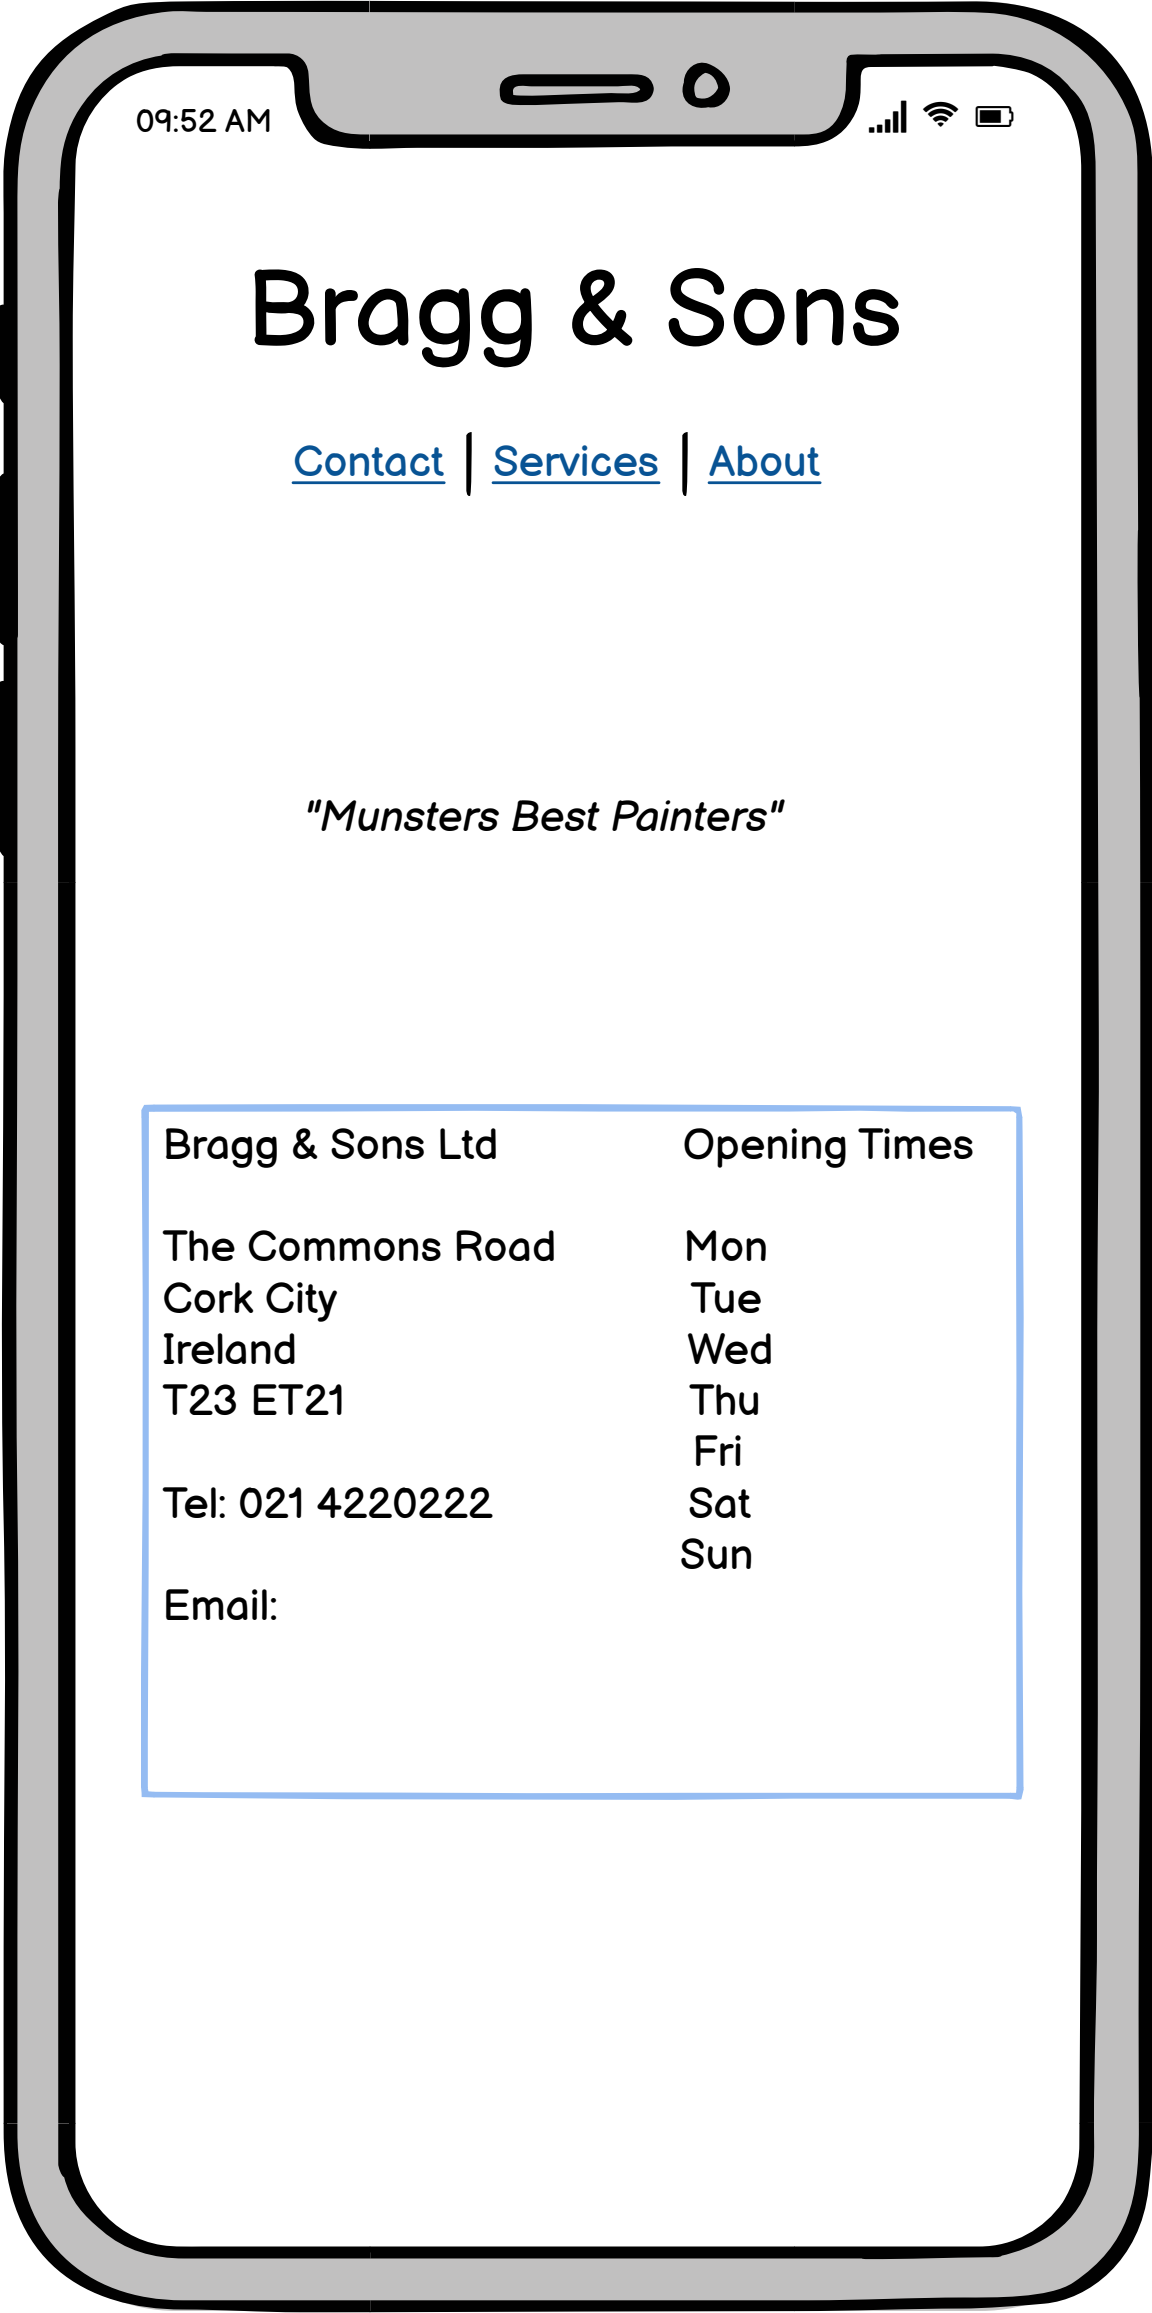 09:52 AM
Bragg & Sons
Contact | Services | About
"Munsters Best Painters"
Bragg & Sons Ltd
The Commons Road
Cork City
Ireland
T23 ET21
Tel: 021 4220222
Email:
Opening Times
Mon
Tue
Wed
Thu
Fri
Sat
Sun